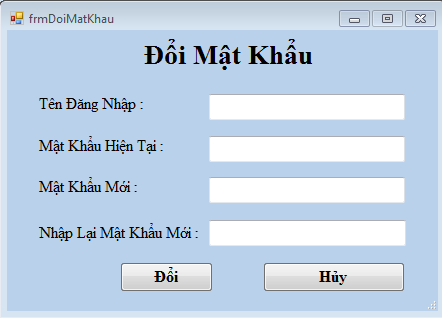 frmDoiMatKhau
Đổi Mật Khẩu
Tên Đăng Nhập :
Mật Khẩu Hiện Tại :
Mật Khẩu Mới :
Nhập Lại Mật Khẩu Mới :
Đổi Hủy